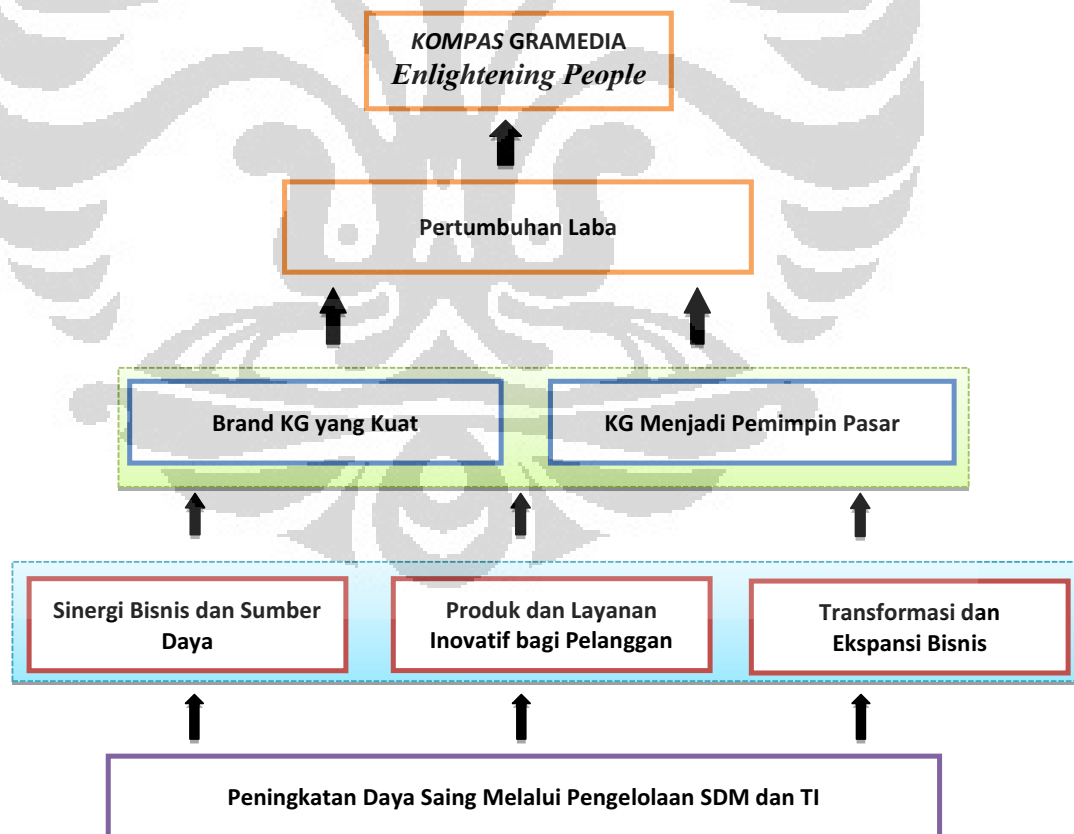 KOMPAS GRAMEDIA
Enlightening People
Pertumbuhan Laba
Brand KG yang Kuat
KG Menjadi Pemimpin Pasar
Sinergi Bisnis dan Sumber
Daya
Produk dan Layanan
Inovatif bagi Pelanggan
Transformasi dan
Ekspansi Bisnis
Peningkatan Daya Saing Melalui Pengelolaan SDM dan TI